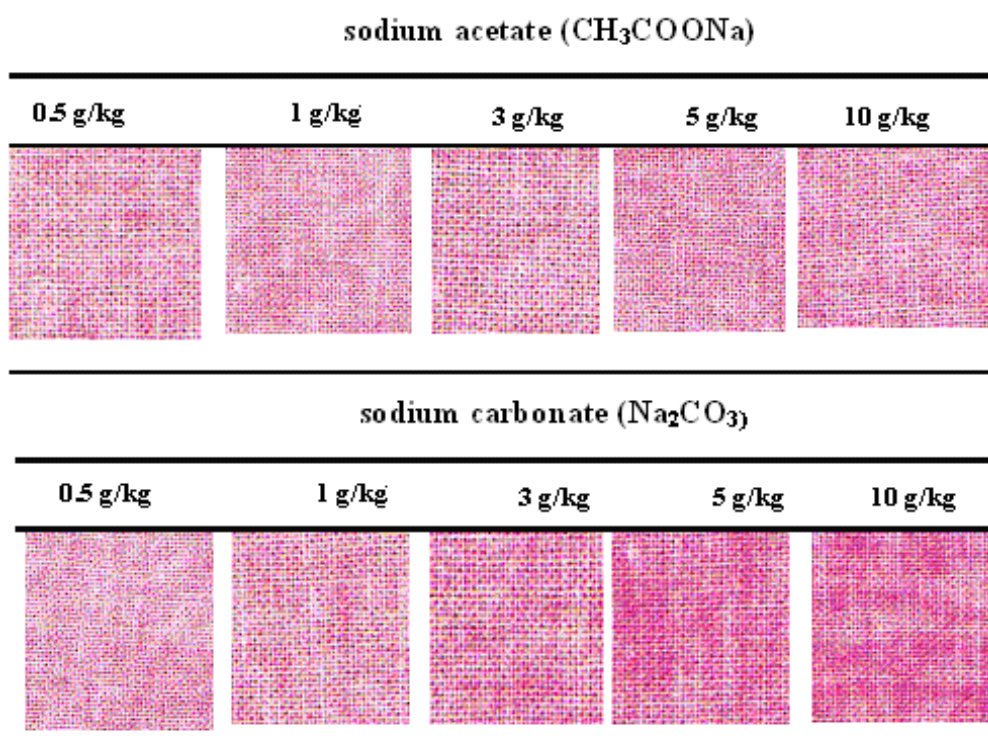 sodium acetate (CH₃COONa)
0.5 g/kg 1 g/kg 3 g/kg 5 g/kg 10 g/kg
sodium carbonate (Na₂CO₃)
0.5 g/kg 1 g/kg 3 g/kg 5 g/kg 10 g/kg